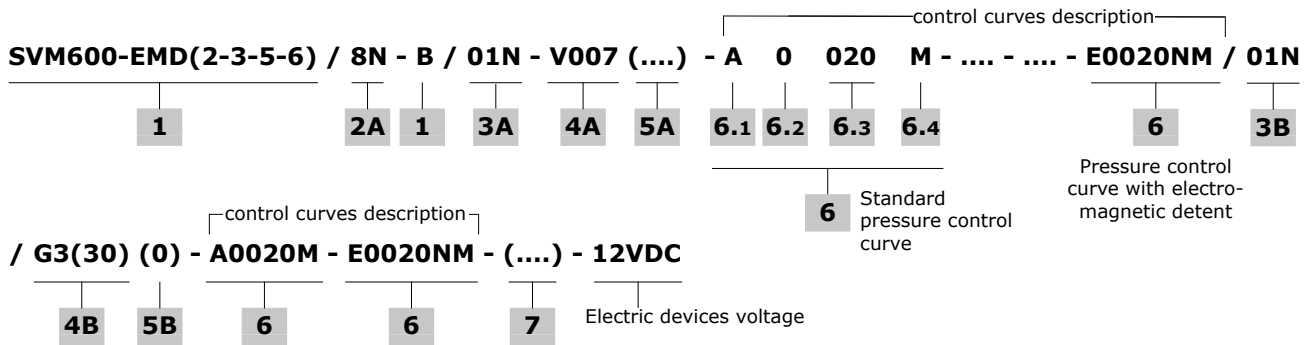 control curves description
SVM600-EMD(2-3-5-6) / 8N - B / 01N - V007 (....) - A 0 020 M - .... - .... - E0020NM / 01N
1 2A 1 3A 4A 5A 6.1 6.2 6.3 6.4 6 3B
Pressure control
curve with electro-
magnetic detent
6 Standard
pressure control
curve
control curves description
/ G3(30) (0) - A0020M - E0020NM - (....) - 12VDC
4B 5B 6 6 7 Electric devices voltage